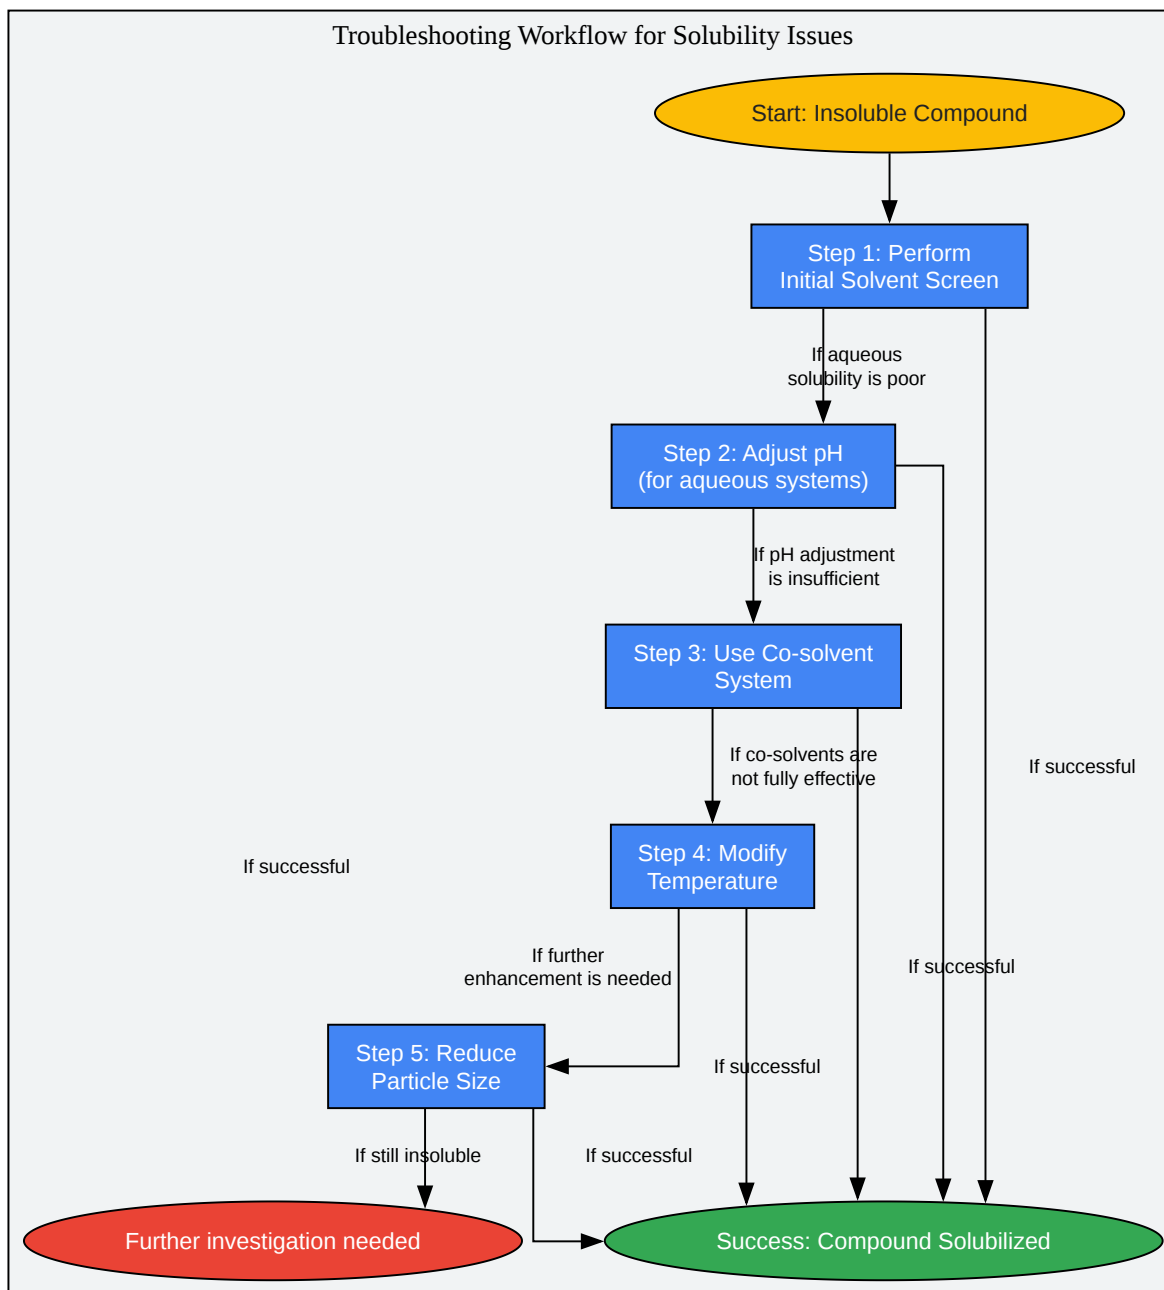 Troubleshooting Workflow for Solubility Issues
Start: Insoluble Compound
Step 1: Perform
Initial Solvent Screen
If aqueous
solubility is poor
Step 2: Adjust pH
(for aqueous systems)
If pH adjustment
is insufficient
Step 3: Use Co-solvent
System
If co-solvents are
not fully effective
If successful
Step 4: Modify
Temperature
If successful
If further
enhancement is needed
If successful
Step 5: Reduce
Particle Size
If successful
If still insoluble
If successful
Further investigation needed
Success: Compound Solubilized